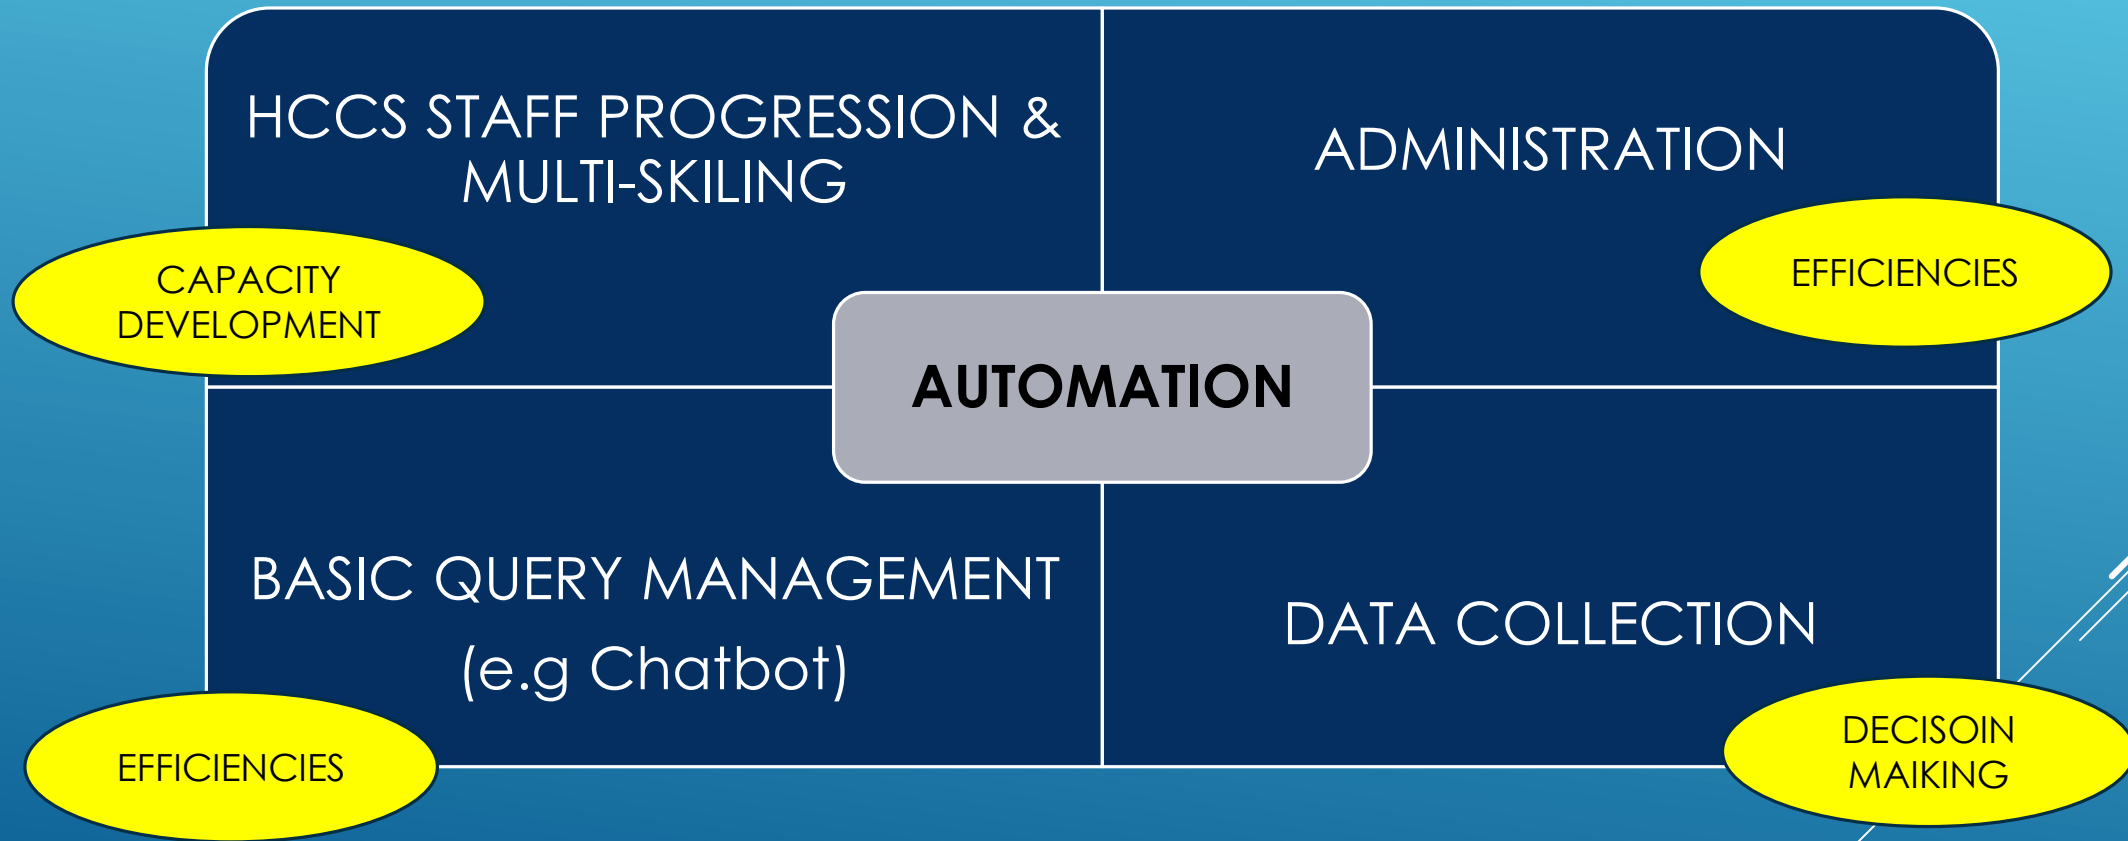 HCCS STAFF PROGRESSION &
MULTI-SKILING
CAPACITY
DEVELOPMENT
ADMINISTRATION
EFFICIENCIES
AUTOMATION
BASIC QUERY MANAGEMENT
(e.g Chatbot)
EFFICIENCIES
DATA COLLECTION
DECISOIN
MAIKING